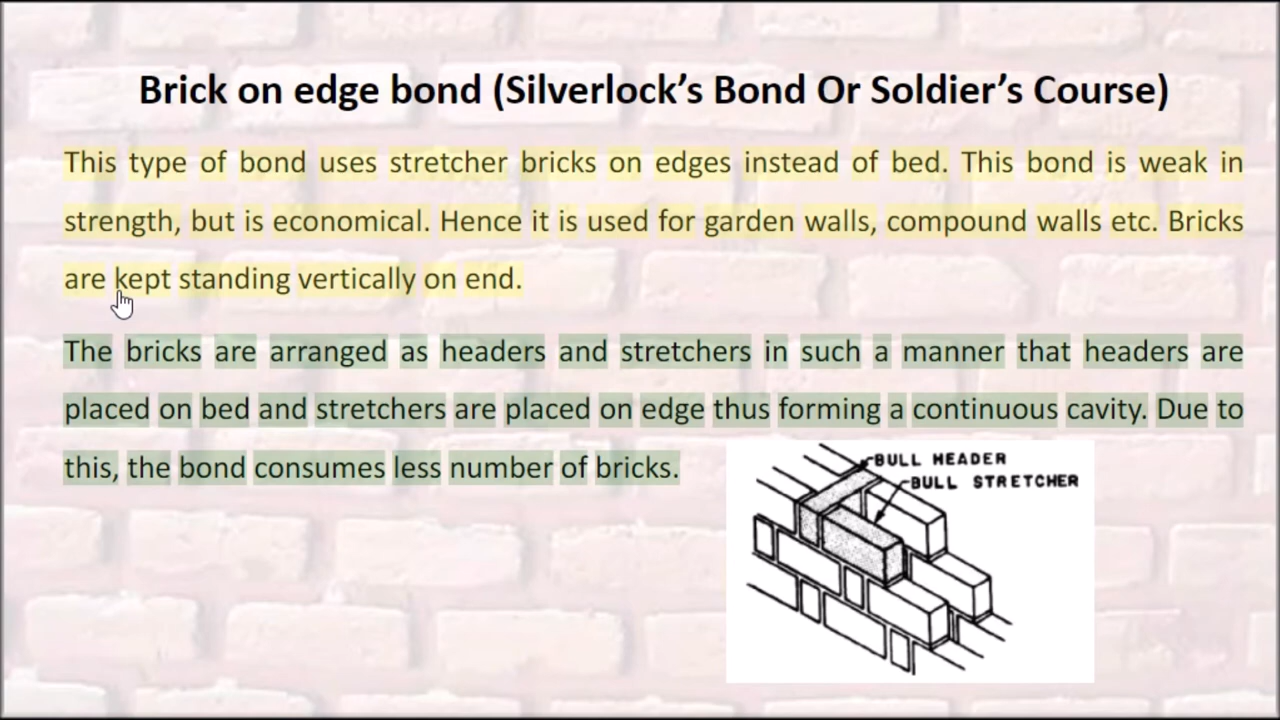 Brick on edge bond (Silverlock’s Bond Or Soldier’s Course)
This type of bond uses stretcher bricks on edges instead of bed. This bond is weak in
strength, but is economical. Hence it is used for garden walls, compound walls etc. Bricks
are kept standing vertically on end.
The bricks are arranged as headers and stretchers in such a manner that headers are
placed on bed and stretchers are placed on edge thus forming a continuous cavity. Due to
this, the bond consumes less number of bricks.
BULL HEADER
BULL STRETCHER